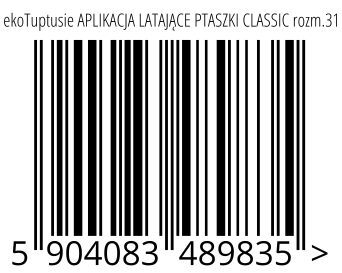 ekoTuptusie APLIKACJA LATAJĄCE PTASZKI CLASSIC rozm.31
5 904083 489835 >